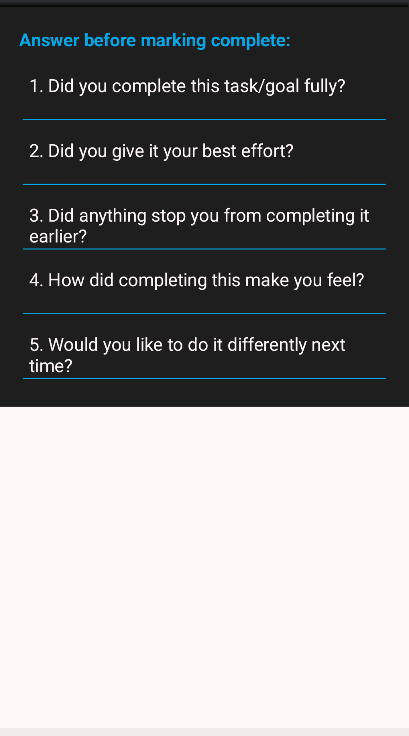 Answer before marking complete:
1. Did you complete this task/goal fully?
2. Did you give it your best effort?
3. Did anything stop you from completing it
earlier?
4. How did completing this make you feel?
5. Would you like to do it differently next
time?